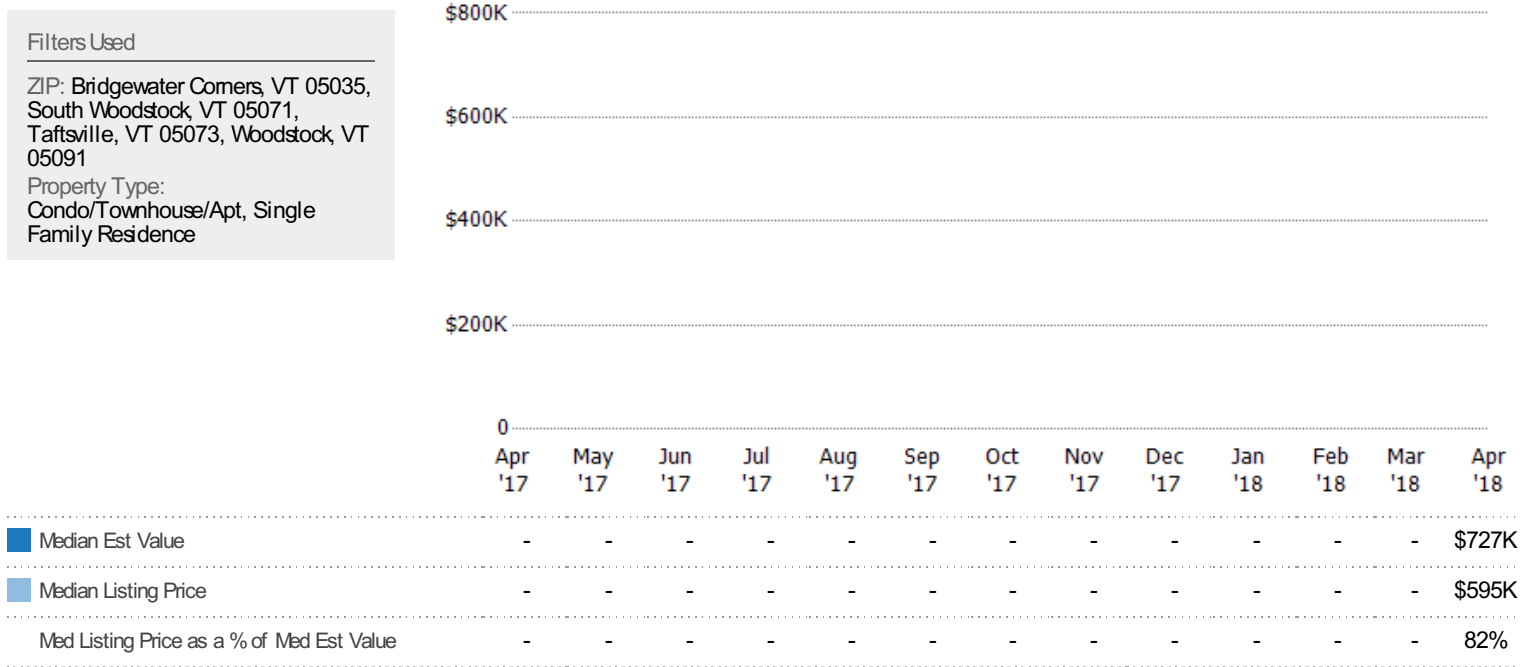 Filters Used
ZIP: Bridgewater Corners, VT 05035,
South Woodstock, VT 05071,
Taftsville, VT 05073, Woodstock, VT
05091
Property Type:
Condo/Townhouse/Apt, Single
Family Residence
$800K
$600K
$400K
$200K
0
Apr May Jun Jul Aug Sep Oct Nov Dec Jan Feb Mar Apr
'17 '17 '17 '17 '17 '17 '17 '17 '17 '18 '18 '18 '18
Median Est Value - - - - - - - - - - - - $727K
Median Listing Price - - - - - - - - - - - - $595K
Med Listing Price as a % of Med Est Value - - - - - - - - - - - - 82%